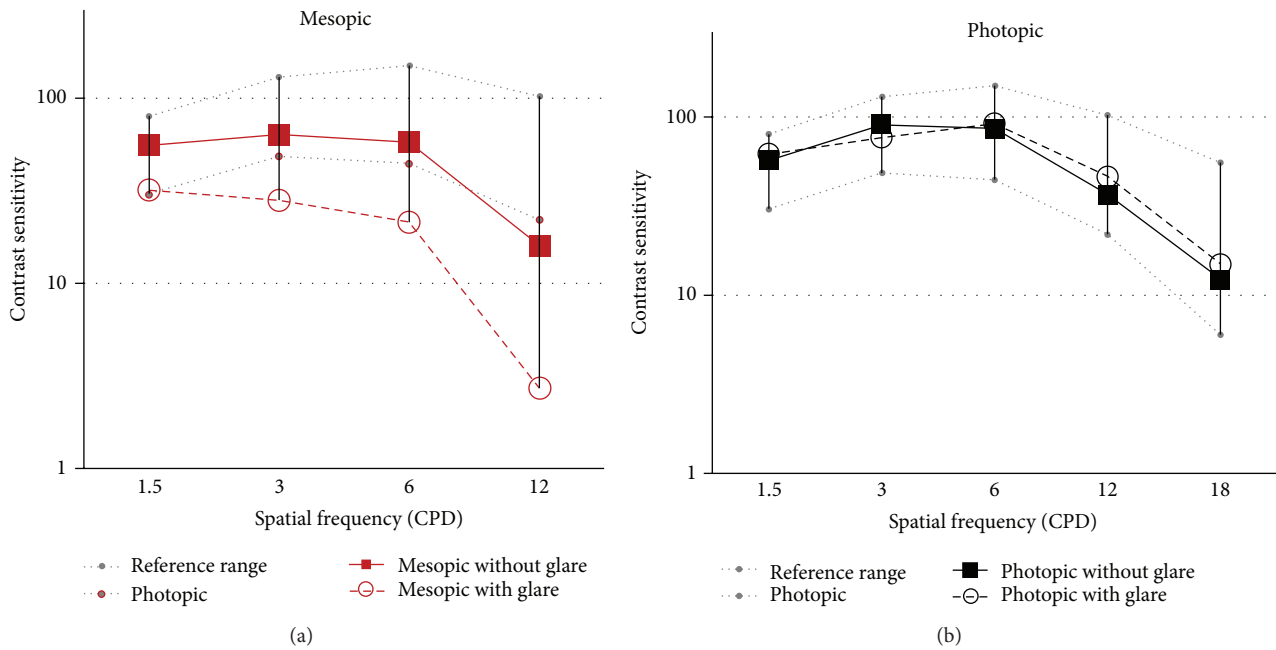 Mesopic
100
10
1
Contrast sensitivity
1.5 3 6 12
Spatial frequency (CPD)
Reference range
Photopic
Mesopic without glare
Mesopic with glare
(a)
Photopic
100
10
1
Contrast sensitivity
1.5 3 6 12 18
Spatial frequency (CPD)
Reference range
Photopic
Photopic without glare
Photopic with glare
(b)